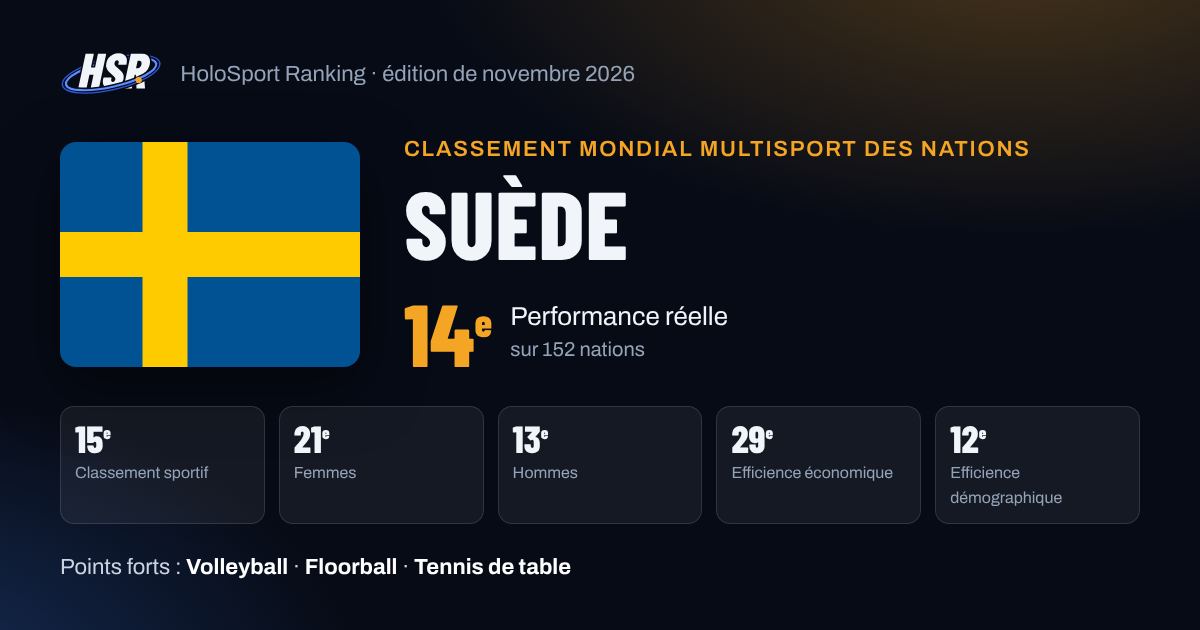 HSR
HoloSport Ranking · édition de novembre 2026
CLASSEMENT MONDIAL MULTISPORT DES NATIONS
SUÈDE
14e Performance réelle
sur 152 nations
15e
Classement sportif
21e
Femmes
13e
Hommes
29e
Efficience économique
12e
Efficience
démographique
Points forts : Volleyball · Floorball · Tennis de table